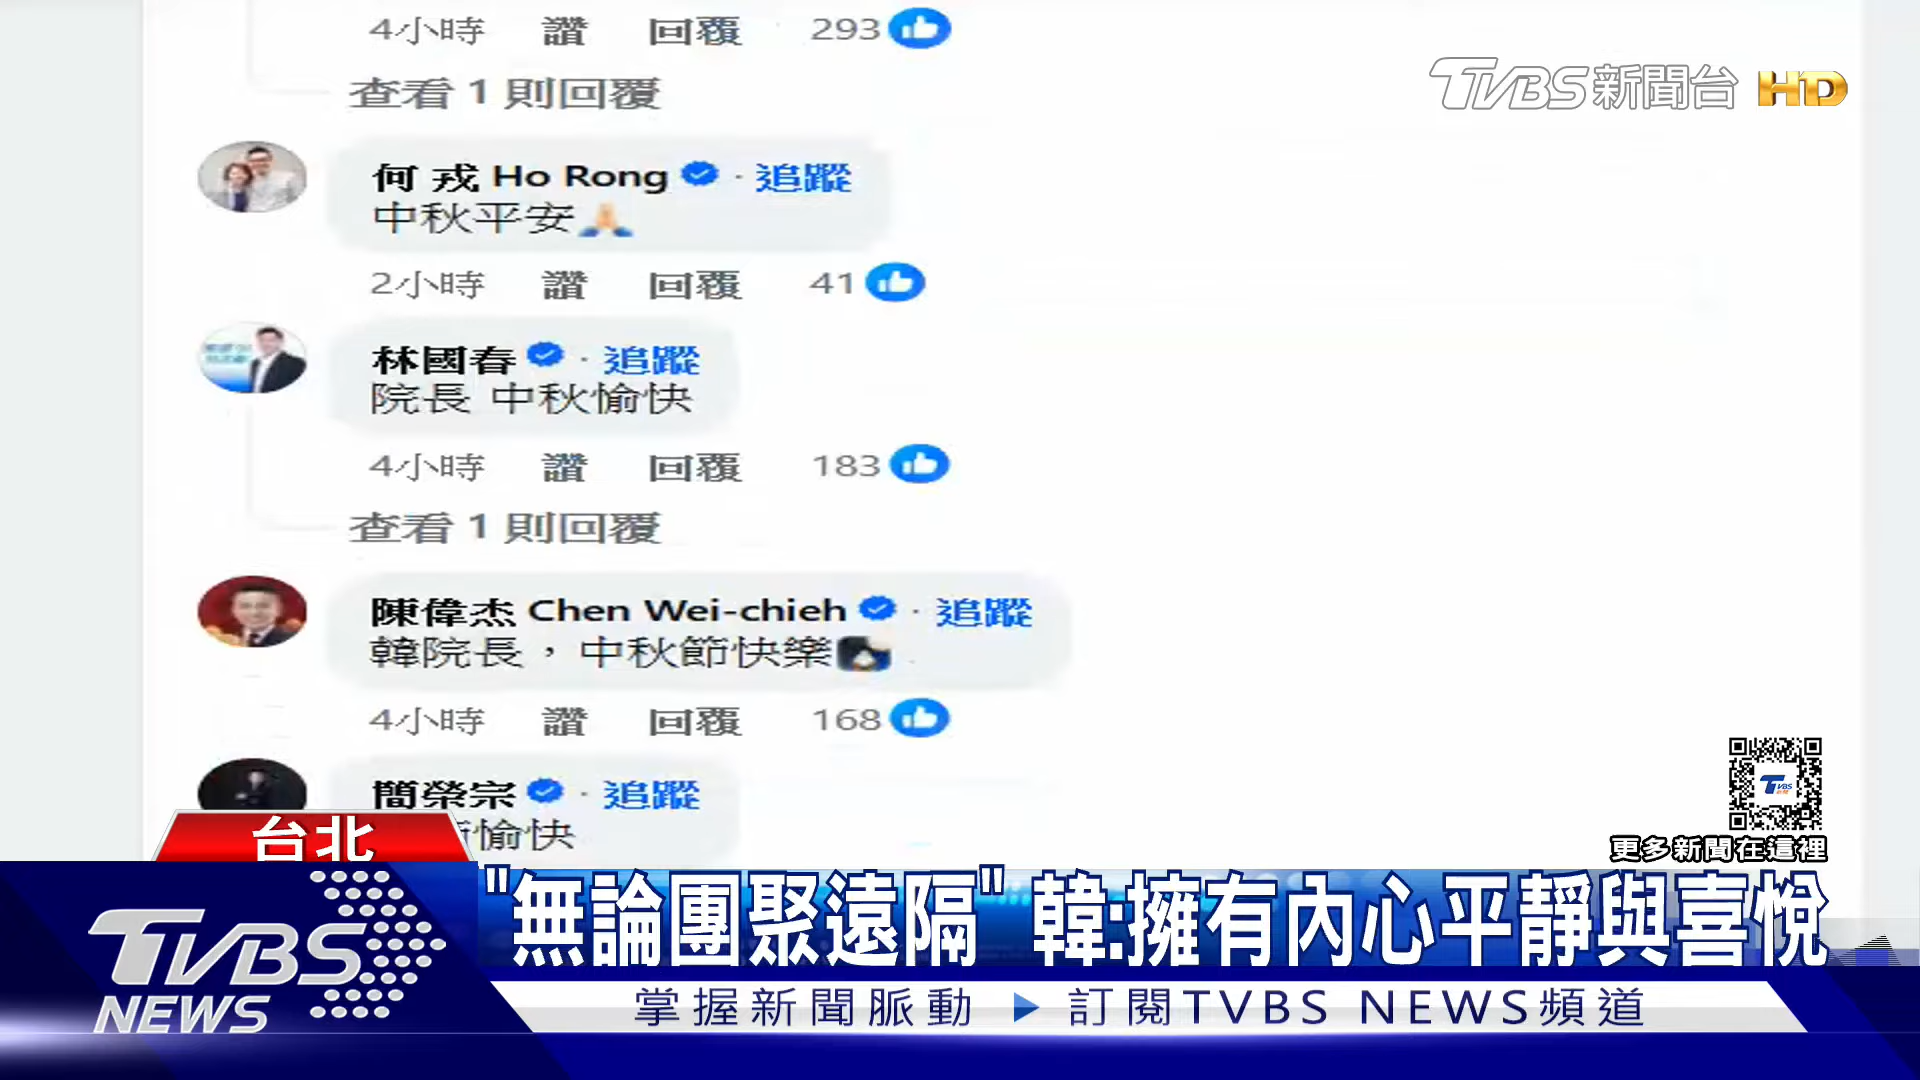 4小時 讚 回覆 293
查看 1 則回覆
TVBS新聞台 HD
何 戎 Ho Rong · 追蹤
中秋平安🙏
2小時 讚 回覆 41
林國春 · 追蹤
院長 中秋愉快
4小時 讚 回覆 183
查看 1 則回覆
陳偉杰 Chen Wei-chieh · 追蹤
韓院長，中秋節快樂
4小時 讚 回覆 168
簡榮宗 · 追蹤
愉快
更多新聞在這裡
台北
"無論團聚遠隔" 韓:擁有內心平靜與喜悅
TVBS NEWS
掌握新聞脈動 ▶ 訂閱TVBS NEWS頻道